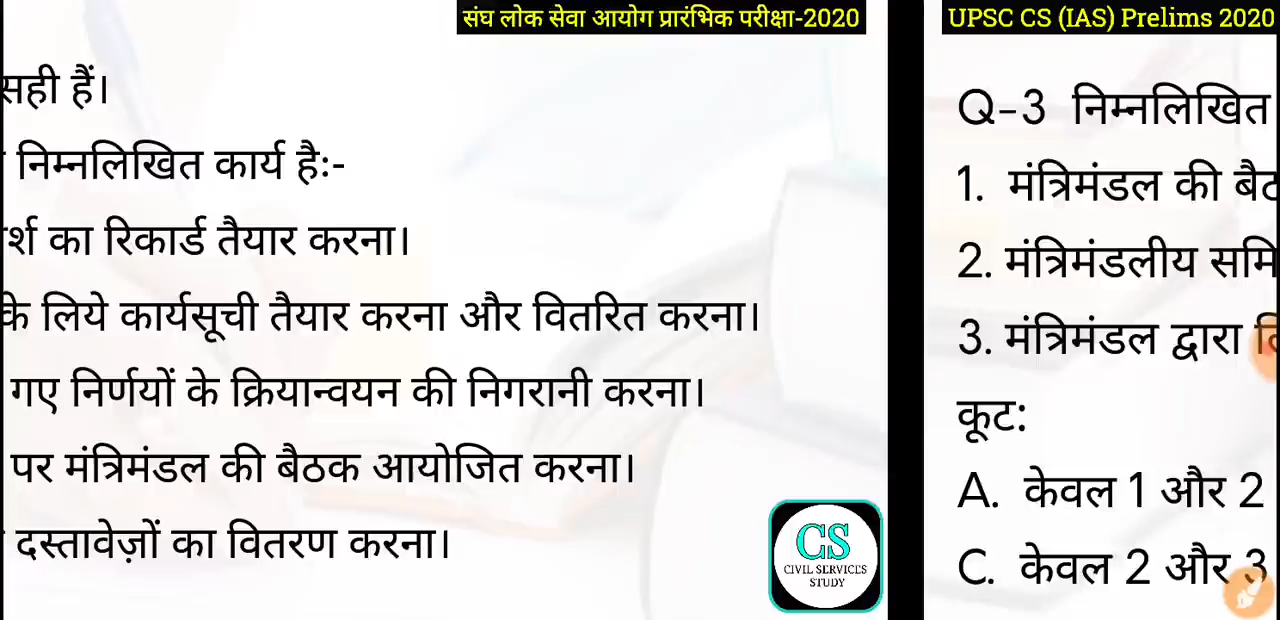 संघ लोक सेवा आयोग प्रारंभिक परीक्षा-2020
सही हैं।
निम्नलिखित कार्य हैः-
र्श का रिकार्ड तैयार करना।
के लिये कार्यसूची तैयार करना और वितरित करना।
गए निर्णयों के क्रियान्वयन की निगरानी करना।
पर मंत्रिमंडल की बैठक आयोजित करना।
दस्तावेज़ों का वितरण करना।
CS
CIVIL SERVICES
STUDY
UPSC CS (IAS) Prelims 2020
Q-3 निम्नलिखित
1. मंत्रिमंडल की
2. मंत्रिमंडलीय
3. मंत्रिमंडल द्वारा
कूट:
A. केवल 1 और 2
C. केवल 2 और 3